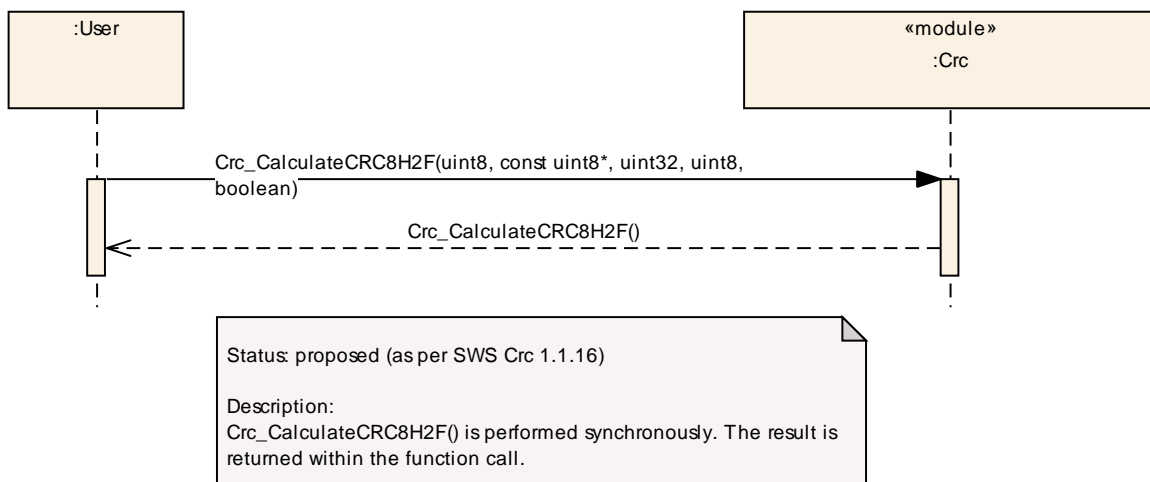 :User
«module»
:Crc
Crc_CalculateCRC8H2F(uint8, const uint8*, uint32, uint8,
boolean)
Crc_CalculateCRC8H2F()
Status: proposed (as per SWS Crc 1.1.16)
Description:
Crc_CalculateCRC8H2F() is performed synchronously. The result is
returned within the function call.